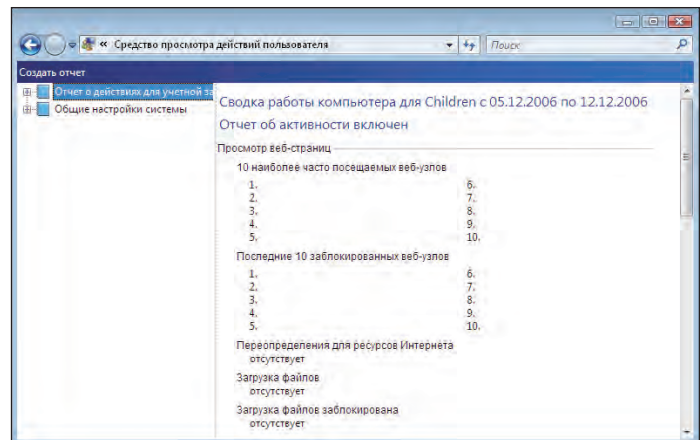 « Средство просмотра действий пользователя
Поиск
Создать отчет
Отчет о действиях для учетной за
Общие настройки системы
Сводка работы компьютера для Children с 05.12.2006 по 12.12.2006
Отчет об активности включен
Просмотр веб-страниц
10 наиболее часто посещаемых веб-узлов
1. 6.
2. 7.
3. 8.
4. 9.
5. 10.
Последние 10 заблокированных веб-узлов
1. 6.
2. 7.
3. 8.
4. 9.
5. 10.
Переопределения для ресурсов Интернета
отсутствует
Загрузка файлов
отсутствует
Загрузка файлов заблокирована
отсутствует